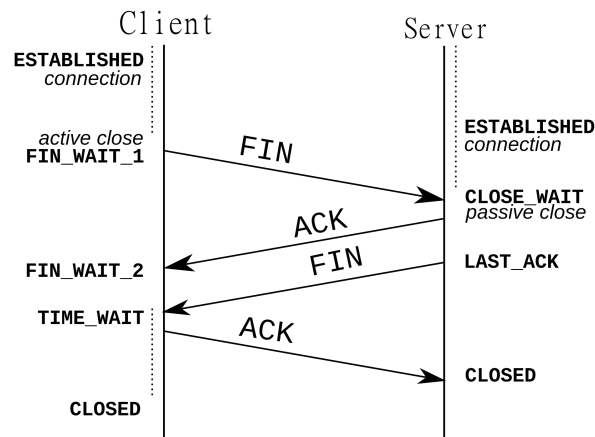 Client
Server
ESTABLISHED
connection
active close
FIN_WAIT_1
FIN
ESTABLISHED
connection
CLOSE_WAIT
passive close
ACK
FIN
LAST_ACK
FIN_WAIT_2
TIME_WAIT
ACK
CLOSED
CLOSED